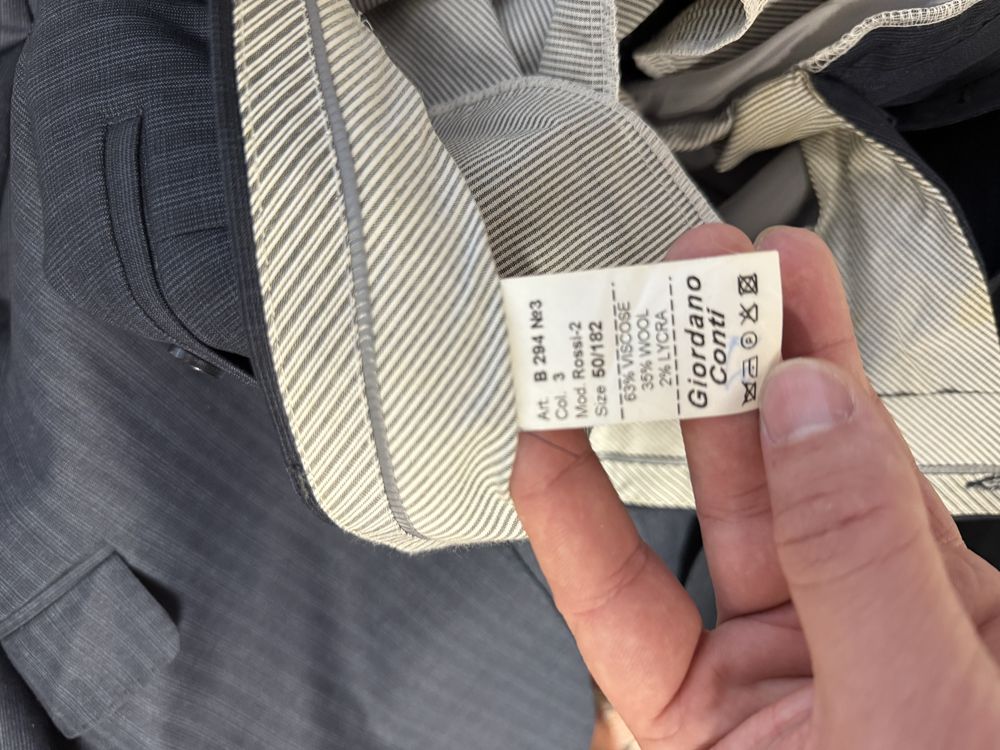 Art. B 294 №3
Col. 3
Mod. Rossi-2
Size 50/182
63% VISCOSE
35% WOOL
2% LYCRA
Giordano
Conti
P